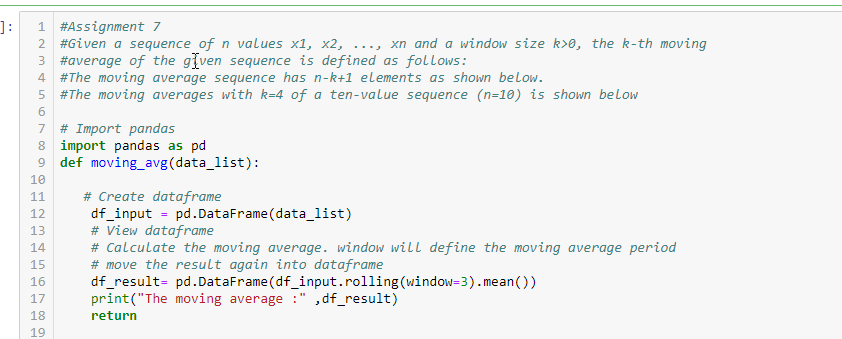 ]:
1 #Assignment 7
2 #Given a sequence of n values x1, x2, ..., xn and a window size k>0, the k-th moving
3 #average of the given sequence is defined as follows:
4 #The moving average sequence has n-k+1 elements as shown below.
5 #The moving averages with k=4 of a ten-value sequence (n=10) is shown below
6
7 # Import pandas
8 import pandas as pd
9 def moving_avg(data_list):
10
11    # Create dataframe
12     df_input = pd.DataFrame(data_list)
13     # View dataframe
14     # Calculate the moving average. window will define the moving average period
15     # move the result again into dataframe
16     df_result= pd.DataFrame(df_input.rolling(window=3).mean())
17     print("The moving average :" ,df_result)
18     return
19